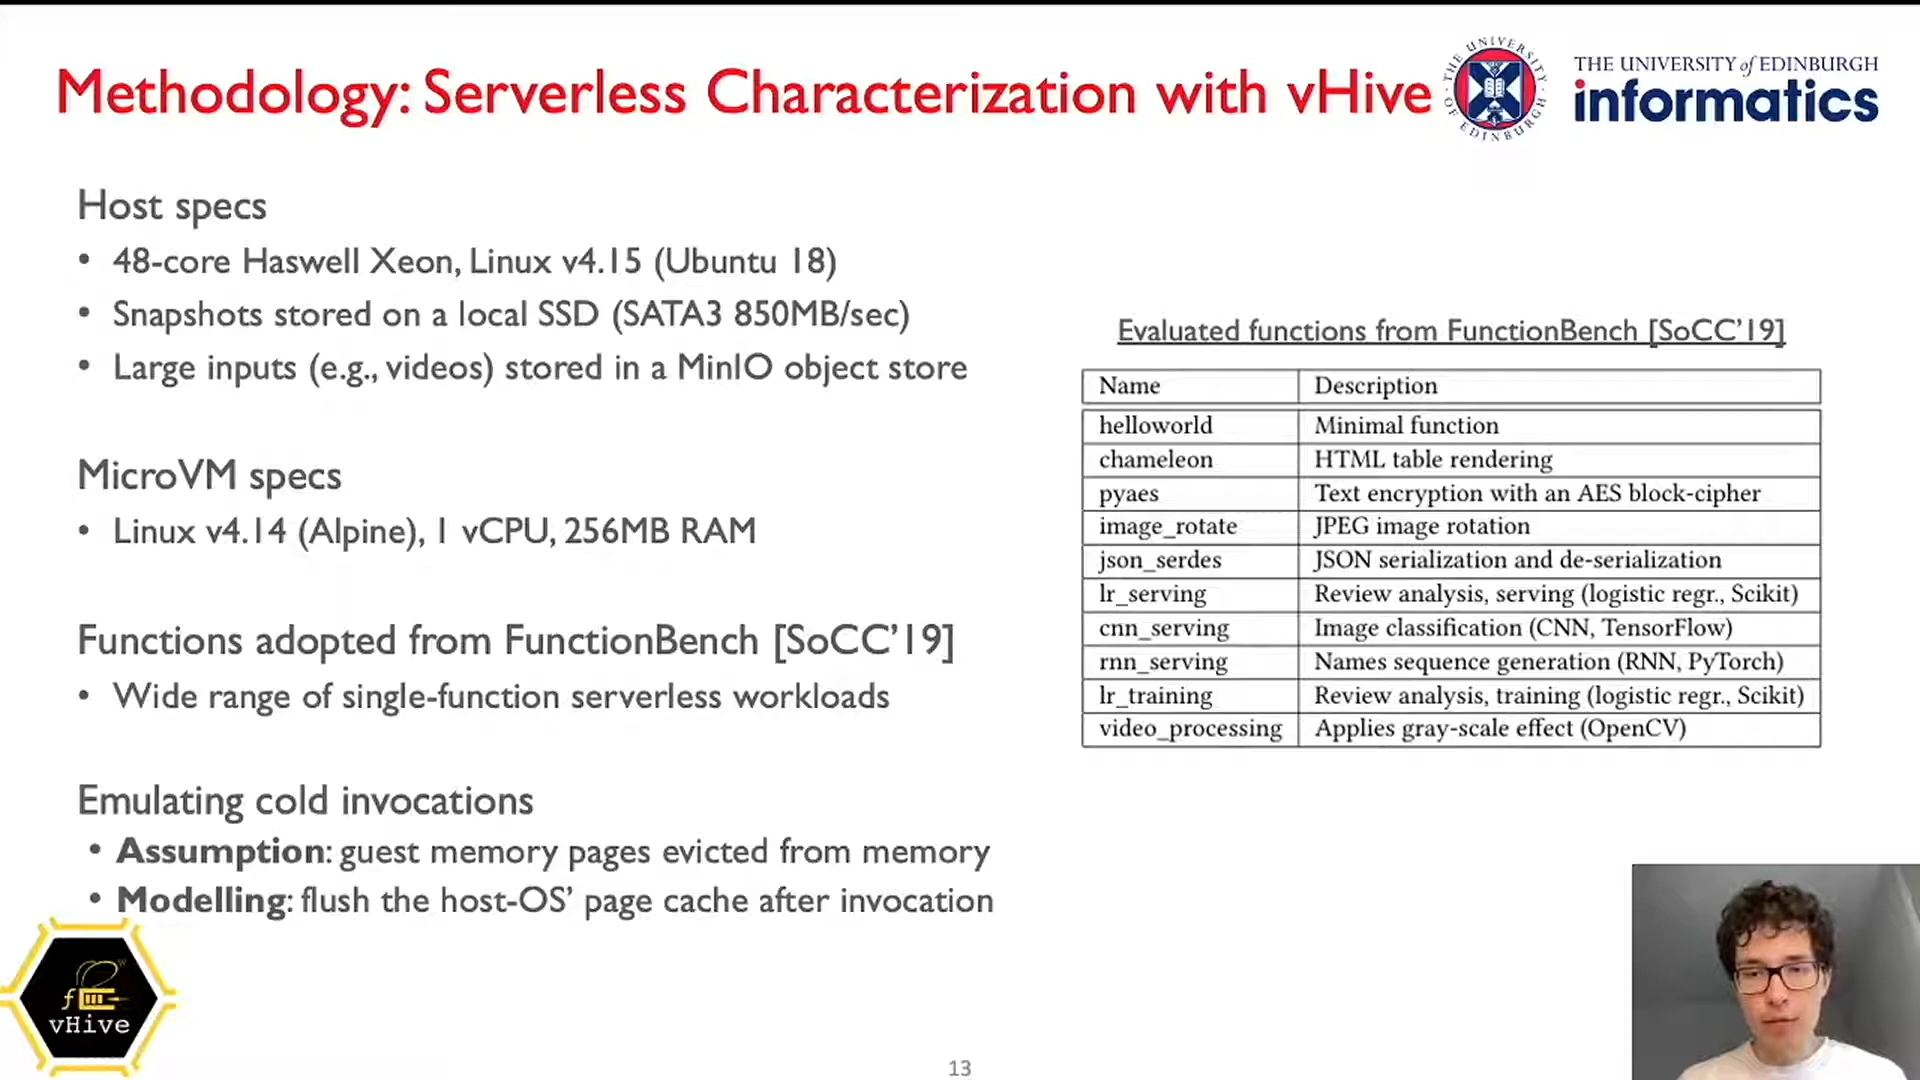 Methodology: Serverless Characterization with vHive
THE UNIVERSITY of EDINBURGH
informatics
THE UNIVERSITY OF EDINBURGH
Host specs
• 48-core Haswell Xeon, Linux v4.15 (Ubuntu 18)
• Snapshots stored on a local SSD (SATA3 850MB/sec)
• Large inputs (e.g., videos) stored in a MinIO object store
MicroVM specs
• Linux v4.14 (Alpine), 1 vCPU, 256MB RAM
Functions adopted from FunctionBench [SoCC’19]
• Wide range of single-function serverless workloads
Emulating cold invocations
• Assumption: guest memory pages evicted from memory
• Modelling: flush the host-OS’ page cache after invocation
Evaluated functions from FunctionBench [SoCC’19]
Name Description
helloworld Minimal function
chameleon HTML table rendering
pyaes Text encryption with an AES block-cipher
image_rotate JPEG image rotation
json_serdes JSON serialization and de-serialization
lr_serving Review analysis, serving (logistic regr., Scikit)
cnn_serving Image classification (CNN, TensorFlow)
rnn_serving Names sequence generation (RNN, PyTorch)
lr_training Review analysis, training (logistic regr., Scikit)
video_processing Applies gray-scale effect (OpenCV)
vHive
13